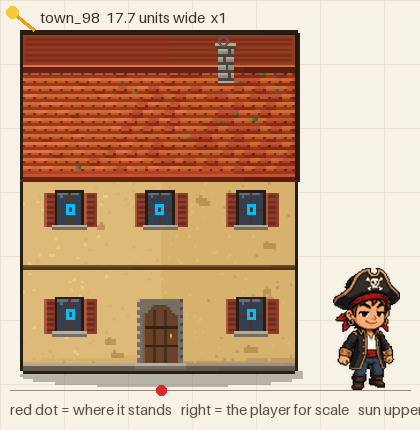 town_98 17.7 units wide x1
red dot = where it stands right = the player for scale sun upper